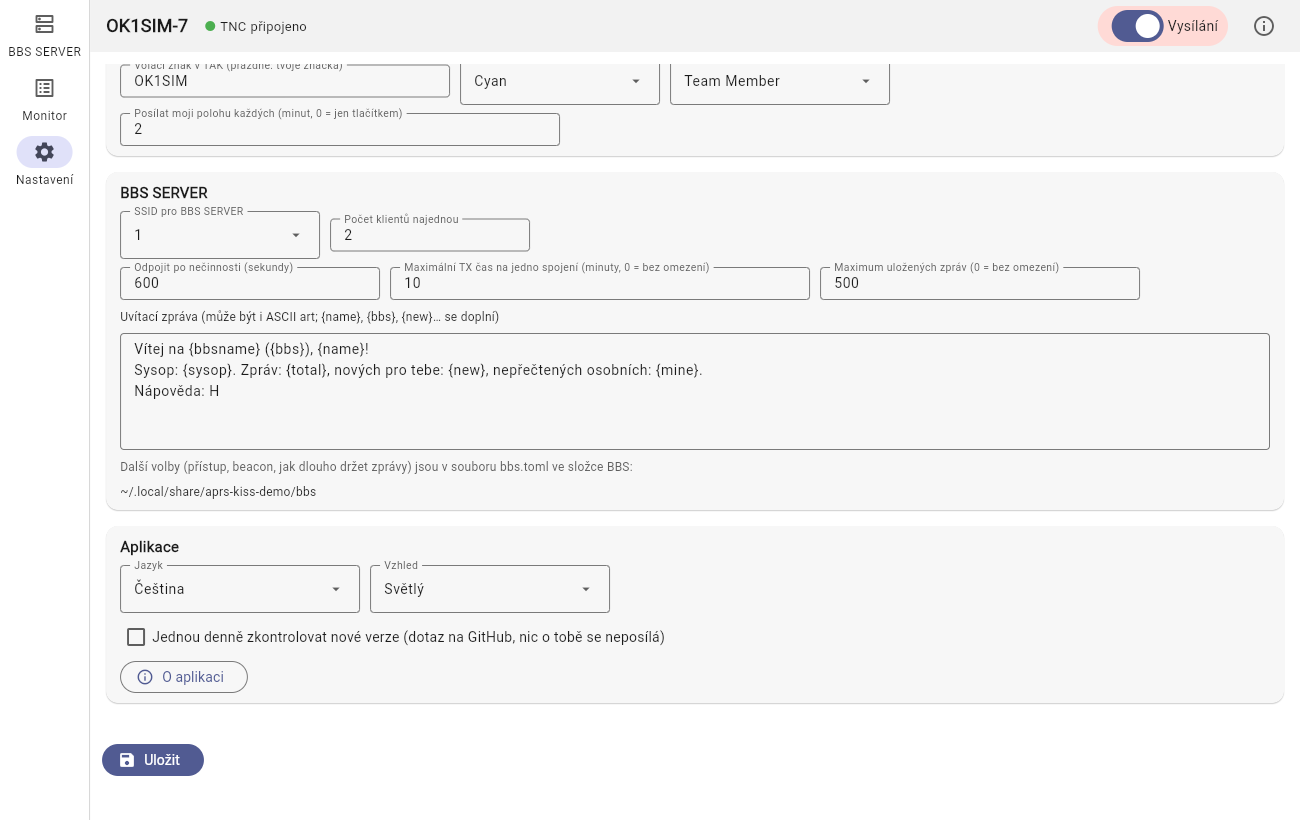 BBS SERVER
Monitor
Nastavení
OK1SIM-7
TNC připojeno
Vysílání
Volací znak v TAK (prázdné: tvoje značka)
OK1SIM
Cyan
Team Member
Posílat moji polohu každých (minut, 0 = jen tlačítkem)
2
BBS SERVER
SSID pro BBS SERVER
1
Počet klientů najednou
2
Odpojit po nečinnosti (sekundy)
600
Maximální TX čas na jedno spojení (minuty, 0 = bez omezení)
10
Maximum uložených zpráv (0 = bez omezení)
500
Uvítací zpráva (může být i ASCII art; {name}, {bbs}, {new}… se doplní)
Vítej na {bbsname} ({bbs}), {name}!
Sysop: {sysop}. Zpráv: {total}, nových pro tebe: {new}, nepřečtených osobních: {mine}.
Nápověda: H
Další volby (přístup, beacon, jak dlouho držet zprávy) jsou v souboru bbs.toml ve složce BBS:
~/.local/share/aprs-kiss-demo/bbs
Aplikace
Jazyk
Čeština
Vzhled
Světlý
Jednou denně zkontrolovat nové verze (dotaz na GitHub, nic o tobě se neposílá)
O aplikaci
Uložit